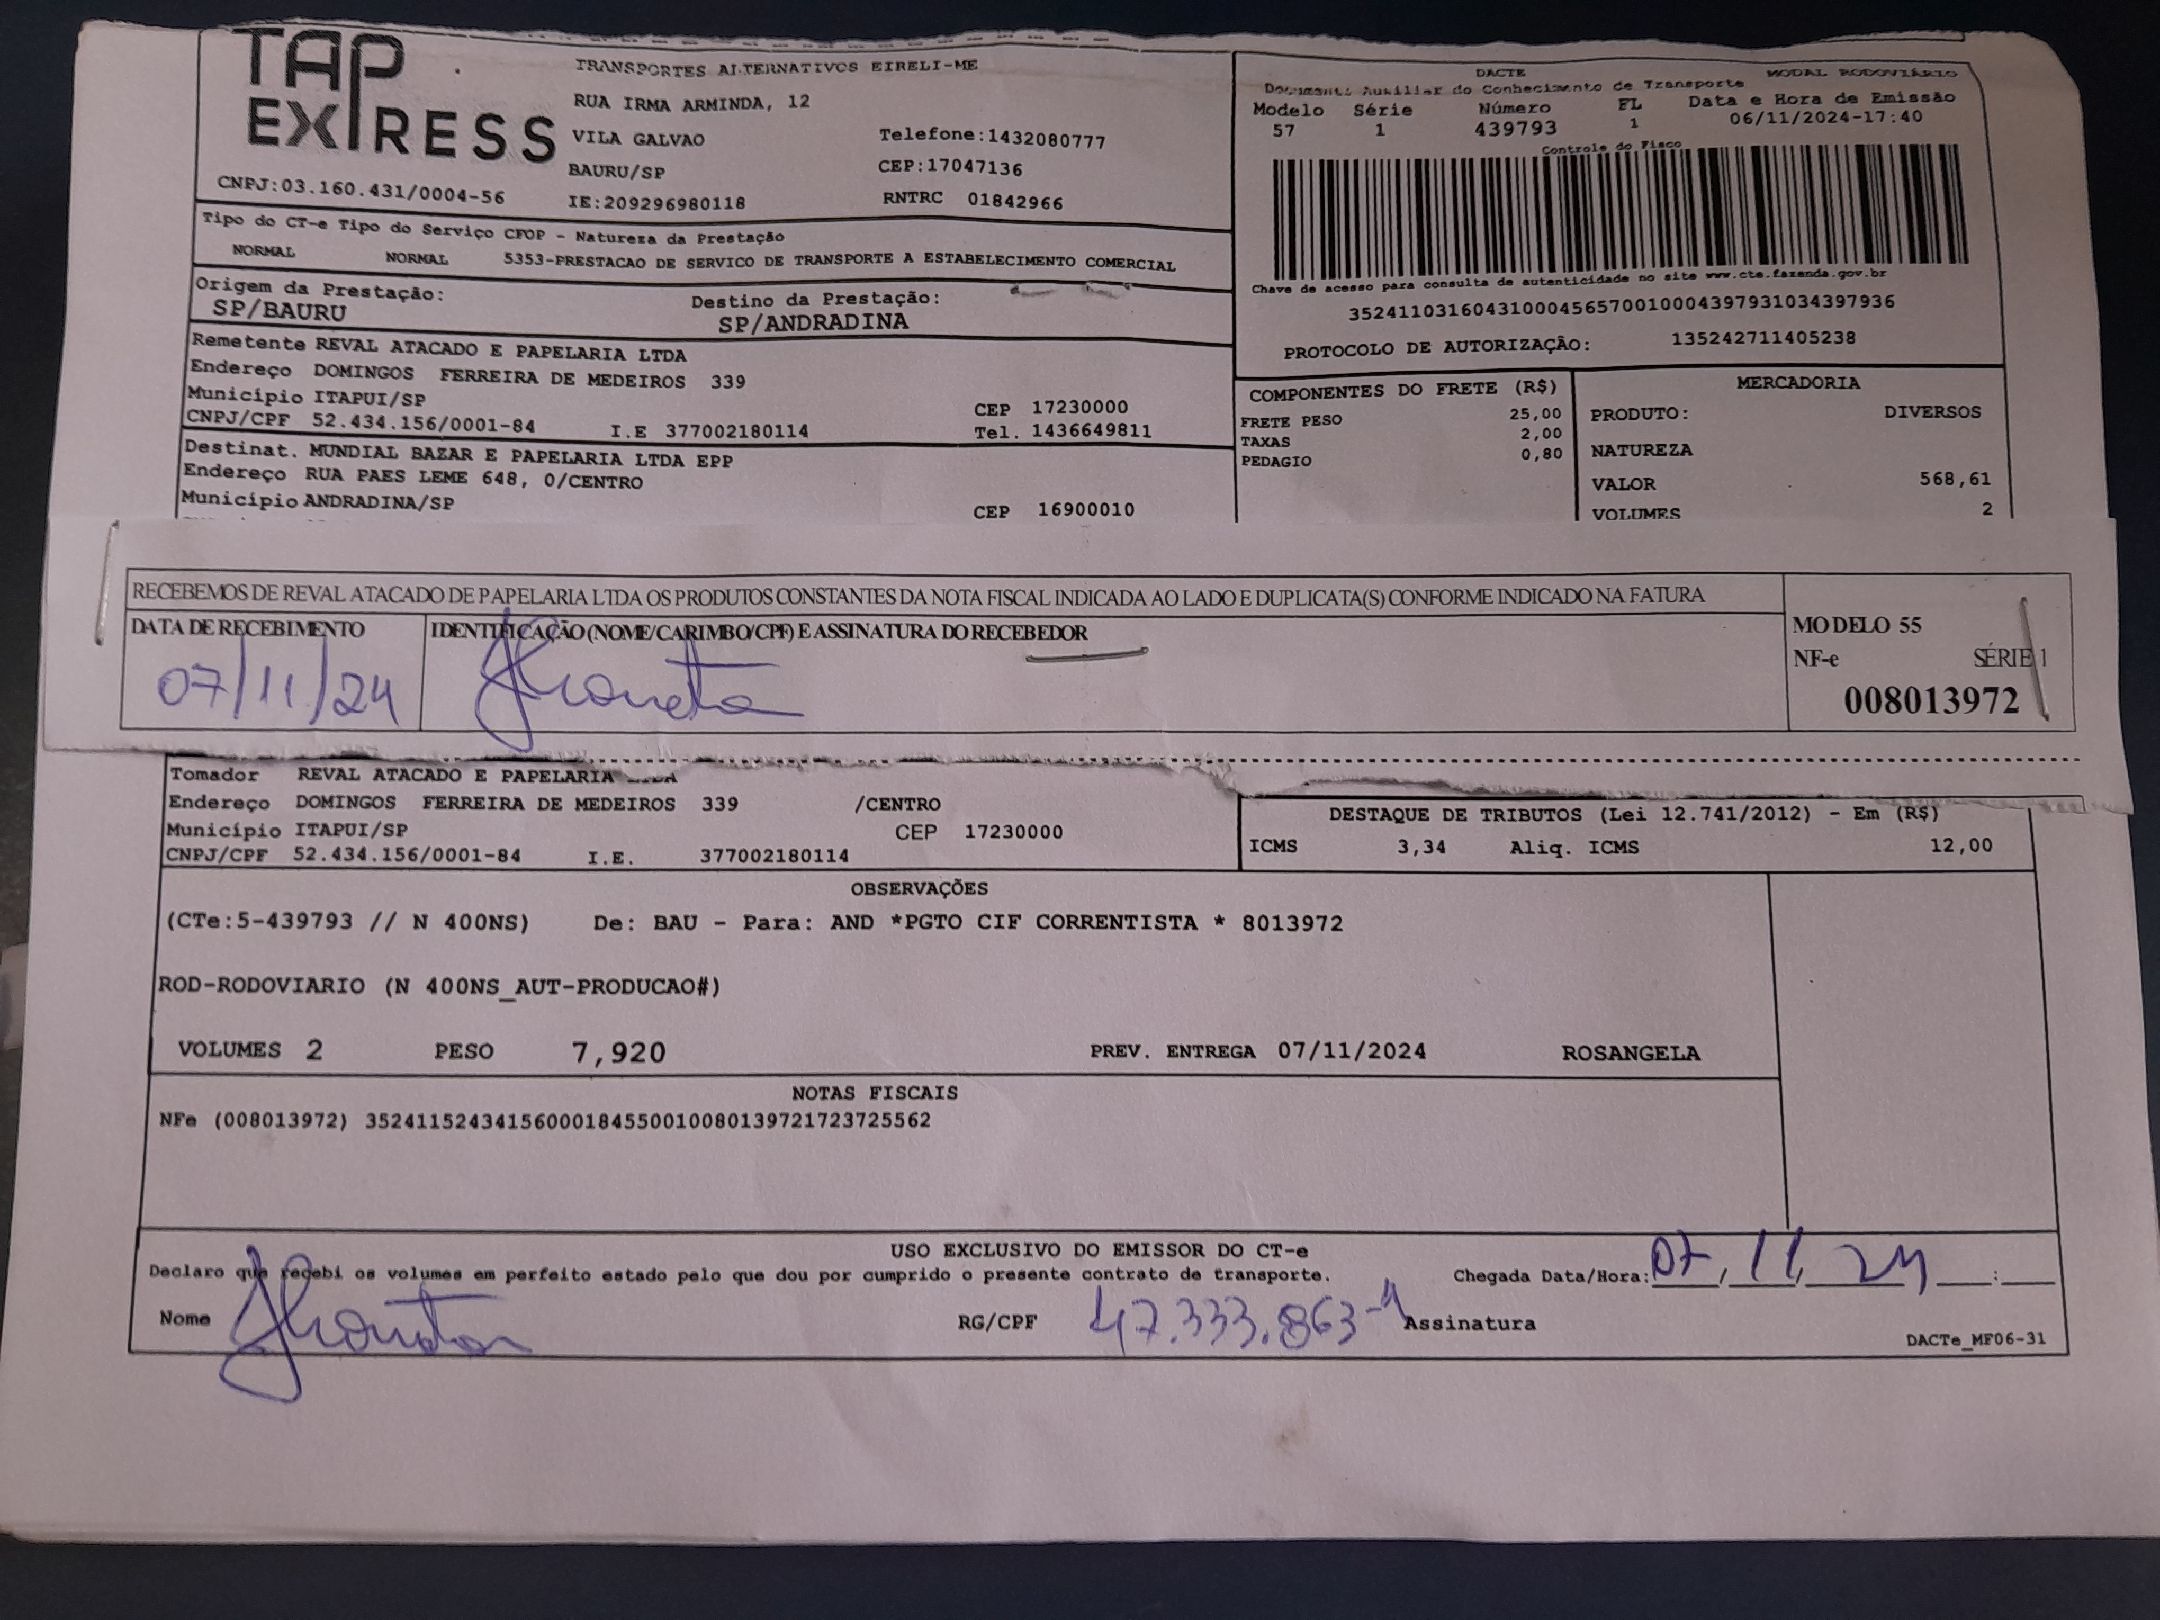 TAP EXPRESS
TRANSPORTES ALTERNATIVOS EIRELI-ME
RUA IRMA ARMINDA, 12
VILA GALVAO Telefone:1432080777
BAURU/SP CEP:17047136
CNPJ:03.160.431/0004-56 IE:209296980118 RNTRC 01842966
DACTE MODAL RODOVIÁRIO
Documento Auxiliar do Conhecimento de Transporte
Modelo Série Número FL Data e Hora de Emissão
57 1 439793 1 06/11/2024-17:40
Controle do Fisco
Chave de acesso para consulta de autenticidade no site www.cte.fazenda.gov.br
35241103160431000456570010004397931034397936
PROTOCOLO DE AUTORIZAÇÃO: 135242711405238
Tipo do CT-e Tipo do Serviço CFOP - Natureza da Prestação
NORMAL NORMAL 5353-PRESTACAO DE SERVICO DE TRANSPORTE A ESTABELECIMENTO COMERCIAL
Origem da Prestação: Destino da Prestação:
SP/BAURU SP/ANDRADINA
Remetente REVAL ATACADO E PAPELARIA LTDA
Endereço DOMINGOS FERREIRA DE MEDEIROS 339
Município ITAPUI/SP CEP 17230000
CNPJ/CPF 52.434.156/0001-84 I.E 377002180114 Tel. 1436649811
Destinat. MUNDIAL BAZAR E PAPELARIA LTDA EPP
Endereço RUA PAES LEME 648, 0/CENTRO
Município ANDRADINA/SP CEP 16900010
COMPONENTES DO FRETE (R$)
FRETE PESO 25,00
TAXAS 2,00
PEDAGIO 0,80
MERCADORIA
PRODUTO: DIVERSOS
NATUREZA
VALOR 568,61
VOLUMES 2
RECEBEMOS DE REVAL ATACADO DE PAPELARIA LTDA OS PRODUTOS CONSTANTES DA NOTA FISCAL INDICADA AO LADO E DUPLICATA(S) CONFORME INDICADO NA FATURA
DATA DE RECEBIMENTO IDENTIFICAÇÃO (NOME/CARIMBO/CPF) E ASSINATURA DO RECEBEDOR
07/11/24
MODELO 55
NF-e SÉRIE 1
008013972
Tomador REVAL ATACADO E PAPELARIA
Endereço DOMINGOS FERREIRA DE MEDEIROS 339 /CENTRO
Município ITAPUI/SP CEP 17230000
CNPJ/CPF 52.434.156/0001-84 I.E. 377002180114
DESTAQUE DE TRIBUTOS (Lei 12.741/2012) - Em (R$)
ICMS 3,34 Aliq. ICMS 12,00
OBSERVAÇÕES
(CTe:5-439793 // N 400NS) De: BAU - Para: AND *PGTO CIF CORRENTISTA * 8013972
ROD-RODOVIARIO (N 400NS_AUT-PRODUCAO#)
VOLUMES 2 PESO 7,920 PREV. ENTREGA 07/11/2024 ROSANGELA
NOTAS FISCAIS
NFe (008013972) 35241152434156000184550010080139721723725562
USO EXCLUSIVO DO EMISSOR DO CT-e
Declaro que recebi os volumes em perfeito estado pelo que dou por cumprido o presente contrato de transporte. Chegada Data/Hora: 07, 11, 24 :
Nome RG/CPF 47.333.863-4 Assinatura
DACTe_MF06-31